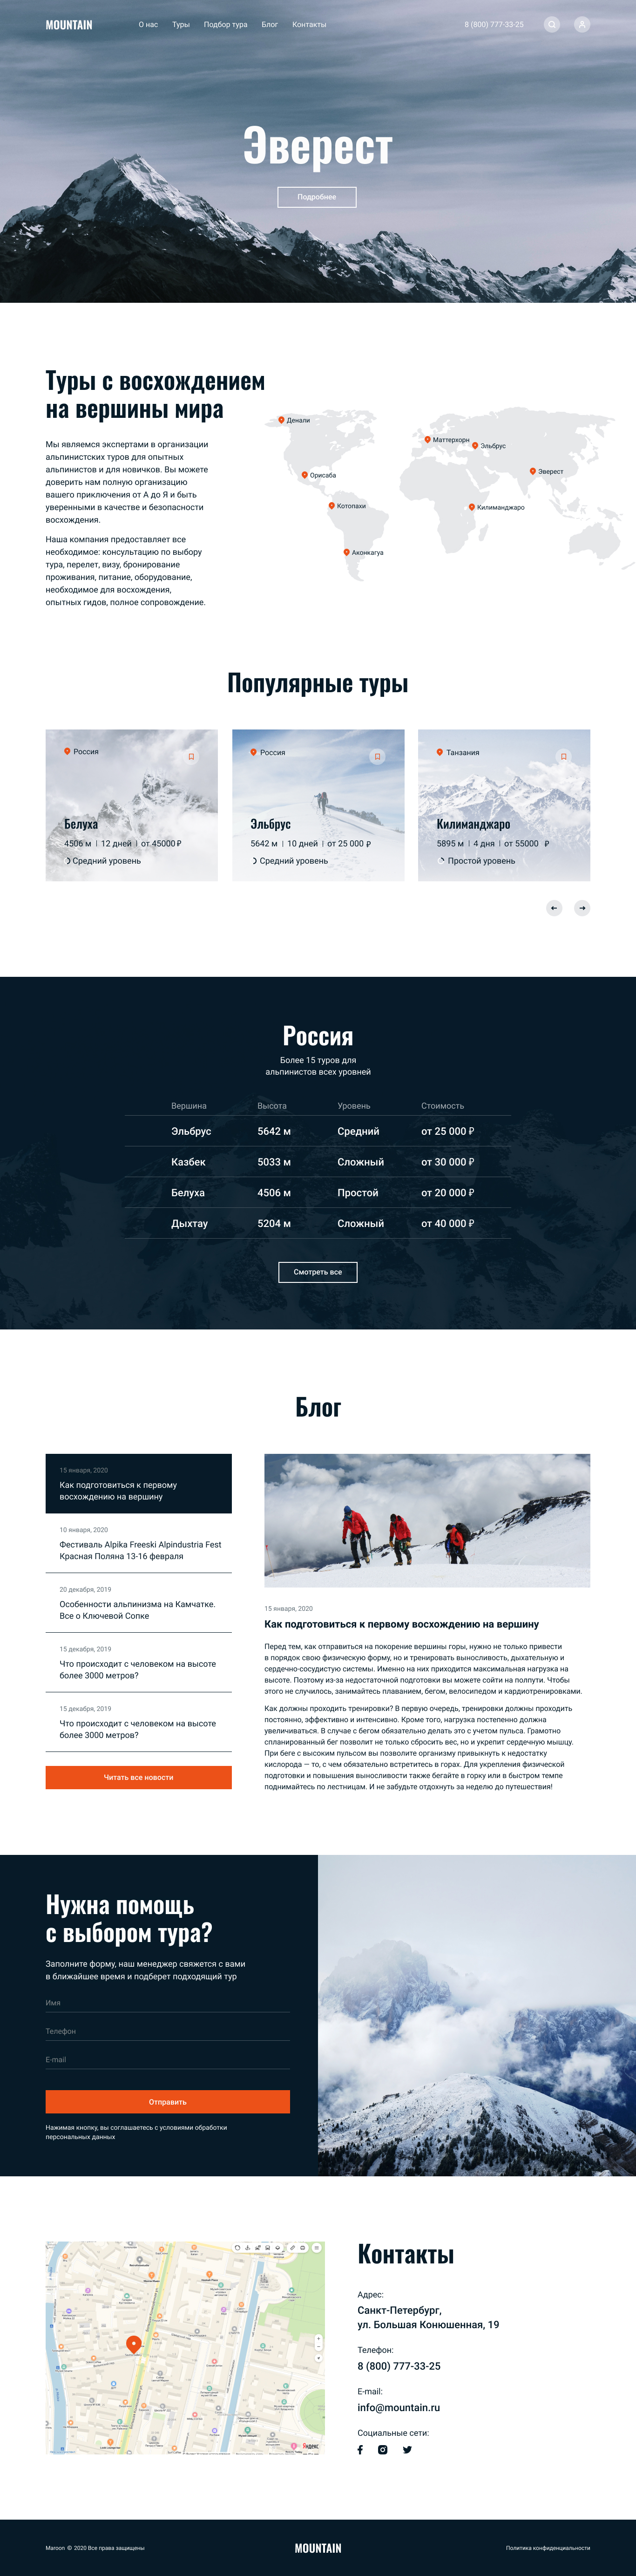 MOUNTAIN
О нас Туры Подбор тура Блог Контакты
8 (800) 777-33-25
Эверест
Подробнее
Туры с восхождением
на вершины мира
Мы являемся экспертами в организации
альпинистских туров для опытных
альпинистов и для новичков. Вы можете
доверить нам полную организацию
вашего приключения от А до Я и быть
уверенными в качестве и безопасности
восхождения.
Наша компания предоставляет все
необходимое: консультацию по выбору
тура, перелет, визу, бронирование
проживания, питание, оборудование,
необходимое для восхождения,
опытных гидов, полное сопровождение.
Денали
Маттерхорн
Эльбрус
Эверест
Орисаба
Котопахи
Килиманджаро
Аконкагуа
Популярные туры
Россия
Белуха
4506 м | 12 дней | от 45000 ₽
Средний уровень
Россия
Эльбрус
5642 м | 10 дней | от 25 000 ₽
Средний уровень
Танзания
Килиманджаро
5895 м | 4 дня | от 55000 ₽
Простой уровень
Россия
Более 15 туров для
альпинистов всех уровней
Вершина Высота Уровень Стоимость
Эльбрус 5642 м Средний от 25 000 ₽
Казбек 5033 м Сложный от 30 000 ₽
Белуха 4506 м Простой от 20 000 ₽
Дыхтау 5204 м Сложный от 40 000 ₽
Смотреть все
Блог
15 января, 2020
Как подготовиться к первому
восхождению на вершину
10 января, 2020
Фестиваль Alpika Freeski Alpindustria Fest
Красная Поляна 13-16 февраля
20 декабря, 2019
Особенности альпинизма на Камчатке.
Все о Ключевой Сопке
15 декабря, 2019
Что происходит с человеком на высоте
более 3000 метров?
15 декабря, 2019
Что происходит с человеком на высоте
более 3000 метров?
Читать все новости
15 января, 2020
Как подготовиться к первому восхождению на вершину
Перед тем, как отправиться на покорение вершины горы, нужно не только привести
в порядок свою физическую форму, но и тренировать выносливость, дыхательную и
сердечно-сосудистую системы. Именно на них приходится максимальная нагрузка на
высоте. Поэтому из-за недостаточной подготовки вы можете сойти на полпути. Чтобы
этого не случилось, занимайтесь плаванием, бегом, велосипедом и кардиотренировками.
Как должны проходить тренировки? В первую очередь, тренировки должны проходить
постоянно, эффективно и интенсивно. Кроме того, нагрузка постепенно должна
увеличиваться. В случае с бегом обязательно делать это с учетом пульса. Грамотно
спланированный бег позволит не только сбросить вес, но и укрепит сердечную мышцу.
При беге с высоким пульсом вы позволите организму привыкнуть к недостатку
кислорода — то, с чем обязательно встретитесь в горах. Для укрепления физической
подготовки и повышения выносливости также бегайте в горку или в быстром темпе
поднимайтесь по лестницам. И не забудьте отдохнуть за неделю до путешествия!
Нужна помощь
с выбором тура?
Заполните форму, наш менеджер свяжется с вами
в ближайшее время и подберет подходящий тур
Имя
Телефон
E-mail
Отправить
Нажимая кнопку, вы соглашаетесь с условиями обработки
персональных данных
Яндекс
Контакты
Адрес:
Санкт-Петербург,
ул. Большая Конюшенная, 19
Телефон:
8 (800) 777-33-25
E-mail:
info@mountain.ru
Социальные сети:
Maroon © 2020 Все права защищены
MOUNTAIN
Политика конфиденциальности